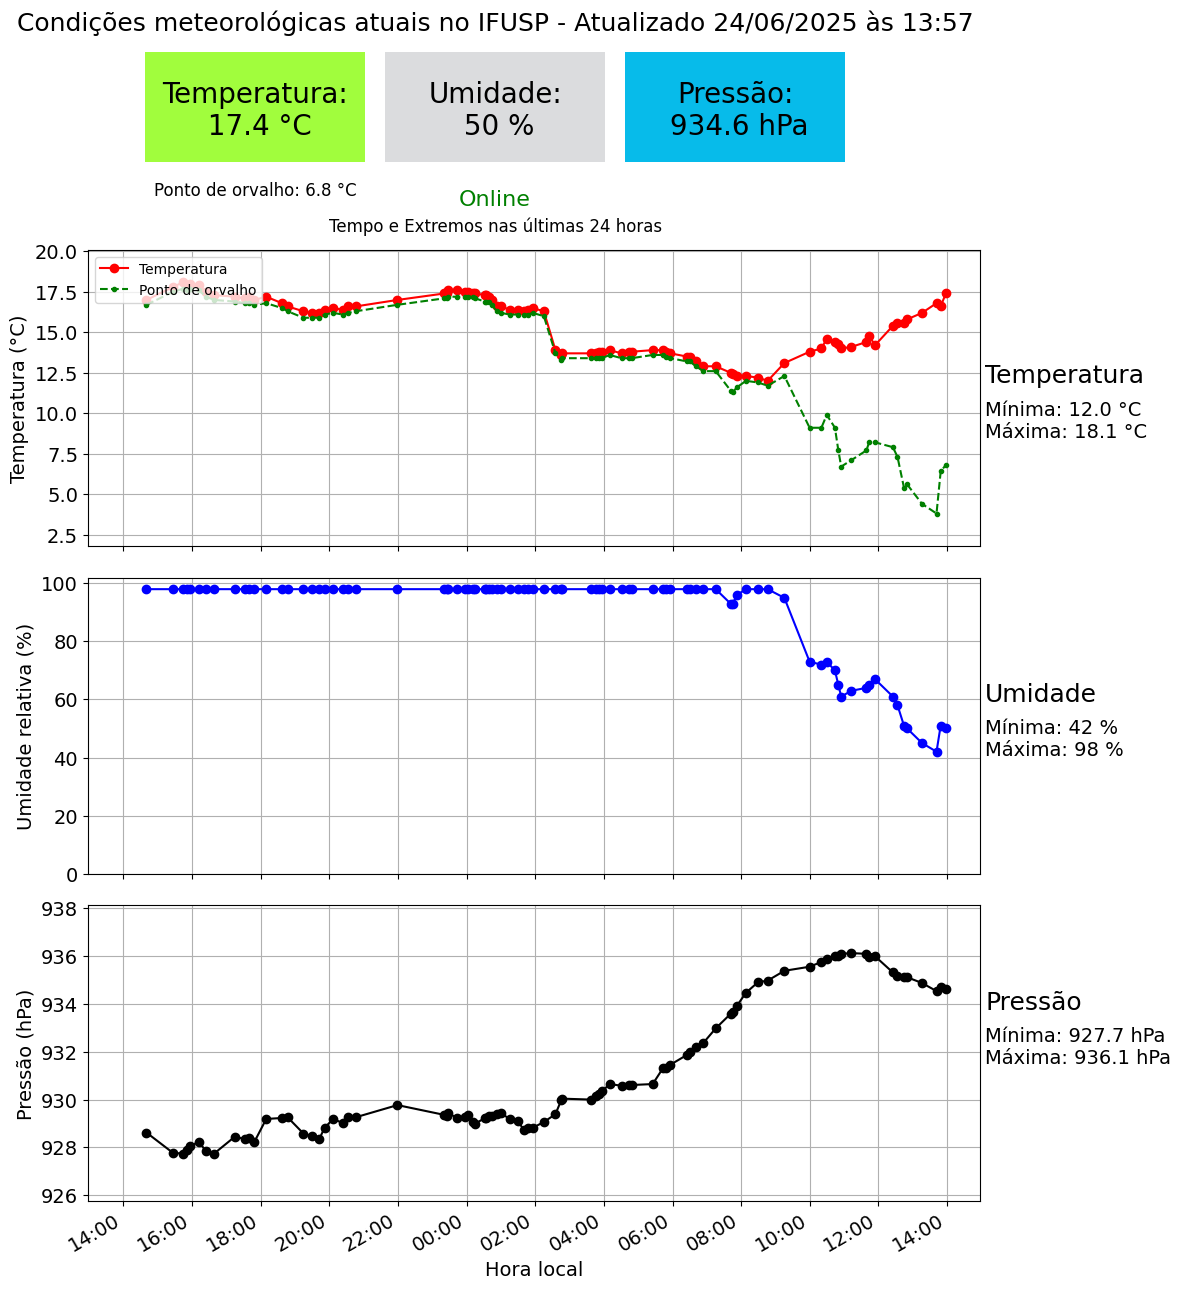 Condições meteorológicas atuais no IFUSP - Atualizado 24/06/2025 às 13:57
Temperatura:
17.4 °C
Umidade:
50 %
Pressão:
934.6 hPa
Ponto de orvalho: 6.8 °C
Online
Tempo e Extremos nas últimas 24 horas
Temperatura (°C)
20.0
17.5
15.0
12.5
10.0
7.5
5.0
2.5
Temperatura
Ponto de orvalho
Temperatura
Mínima: 12.0 °C
Máxima: 18.1 °C
Umidade relativa (%)
100
80
60
40
20
0
Umidade
Mínima: 42 %
Máxima: 98 %
Pressão (hPa)
938
936
934
932
930
928
926
Pressão
Mínima: 927.7 hPa
Máxima: 936.1 hPa
14:00
16:00
18:00
20:00
22:00
00:00
02:00
04:00
06:00
08:00
10:00
12:00
14:00
Hora local